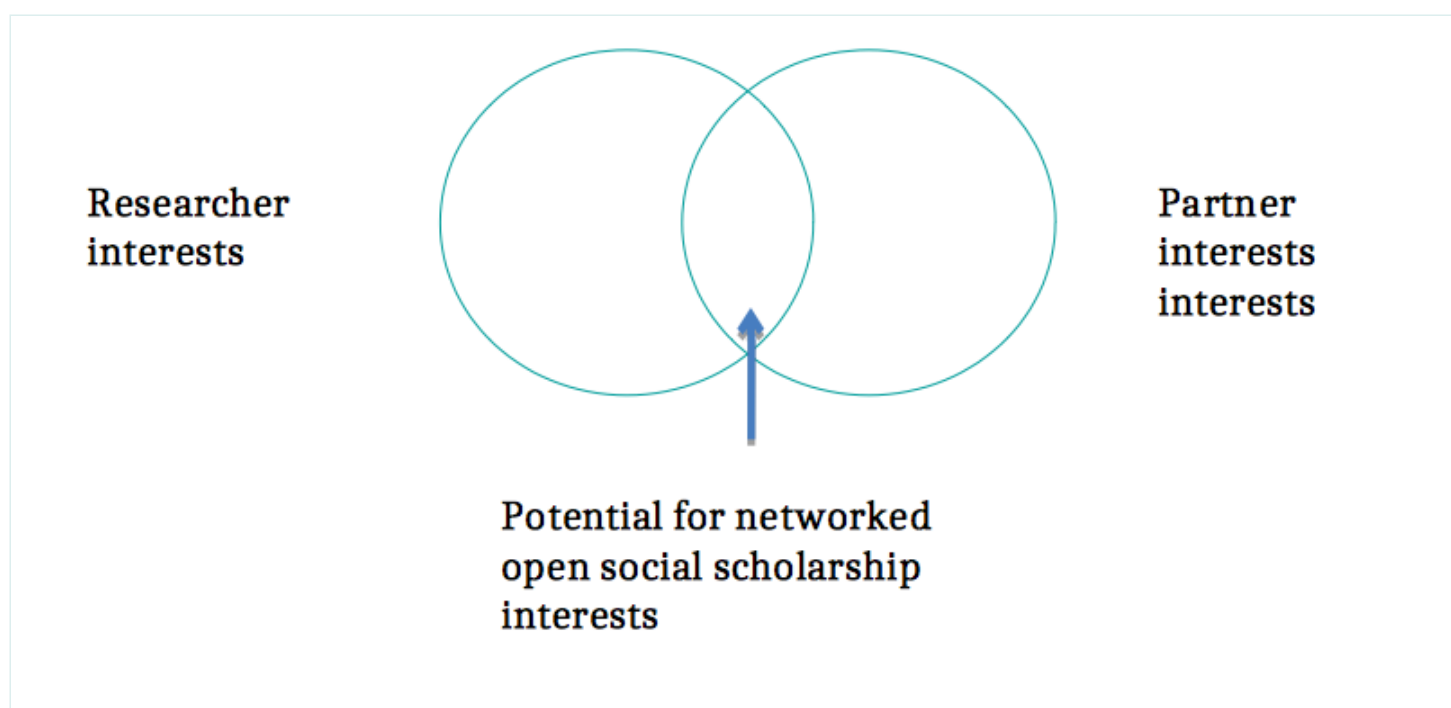 Researcher
interests
Partner
interests
interests
Potential for networked
open social scholarship
interests